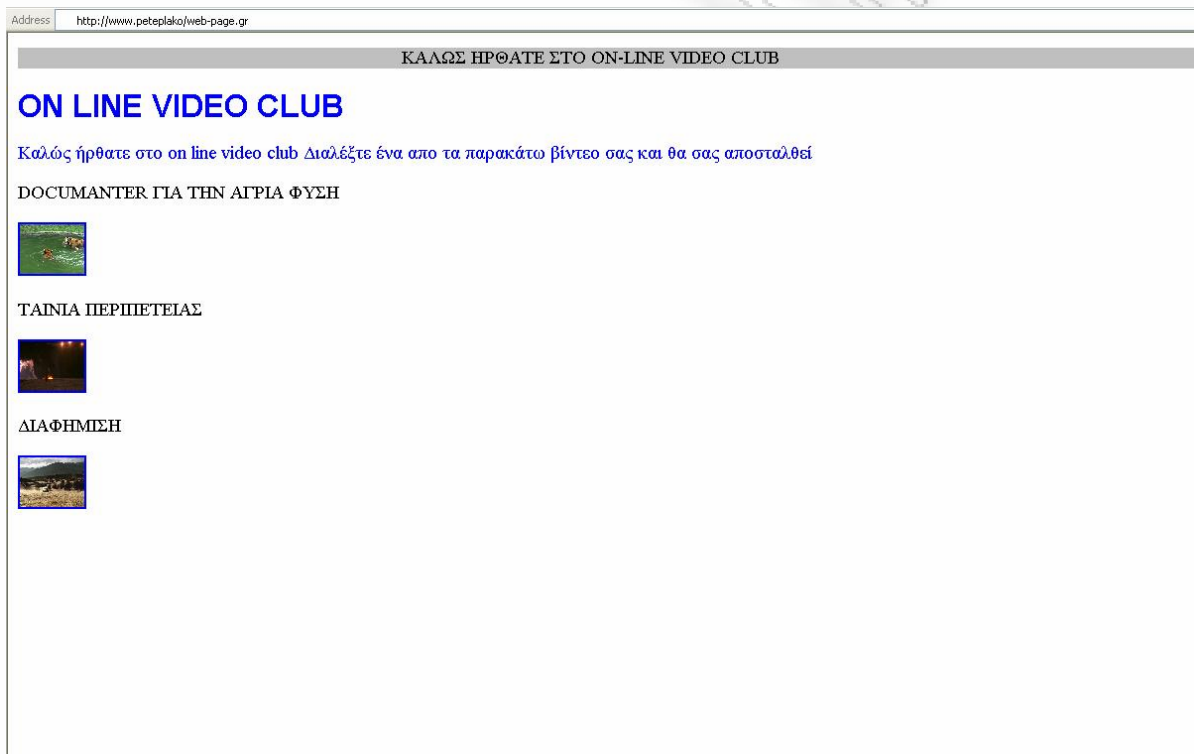 Address http://www.peteplako/web-page.gr
ΚΑΛΩΣ ΗΡΘΑΤΕ ΣΤΟ ON-LINE VIDEO CLUB
ON LINE VIDEO CLUB
Καλώς ήρθατε στο on line video club Διαλέξτε ένα απο τα παρακάτω βίντεο σας και θα σας αποσταλθεί
DOCUMANTER ΓΙΑ ΤΗΝ ΑΓΡΙΑ ΦΥΣΗ
ΤΑΙΝΙΑ ΠΕΡΙΠΕΤΕΙΑΣ
ΔΙΑΦΗΜΙΣΗ